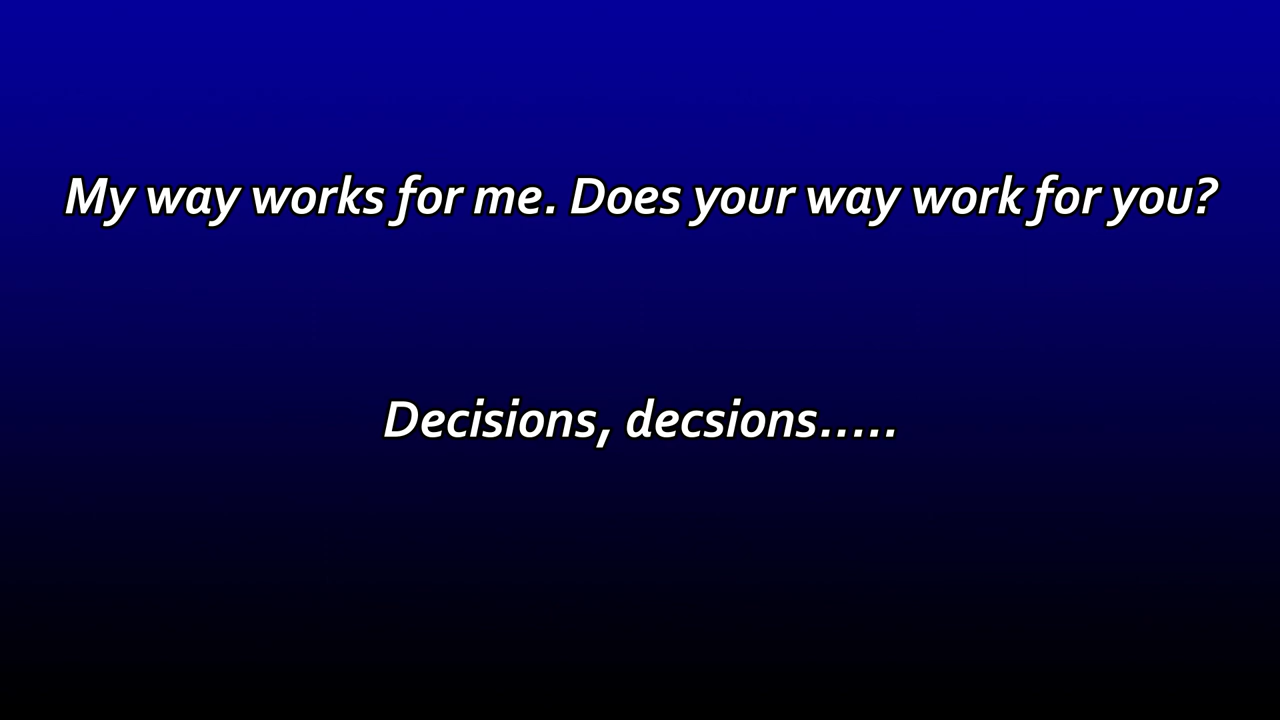 My way works for me. Does your way work for you?
Decisions, decsions.....